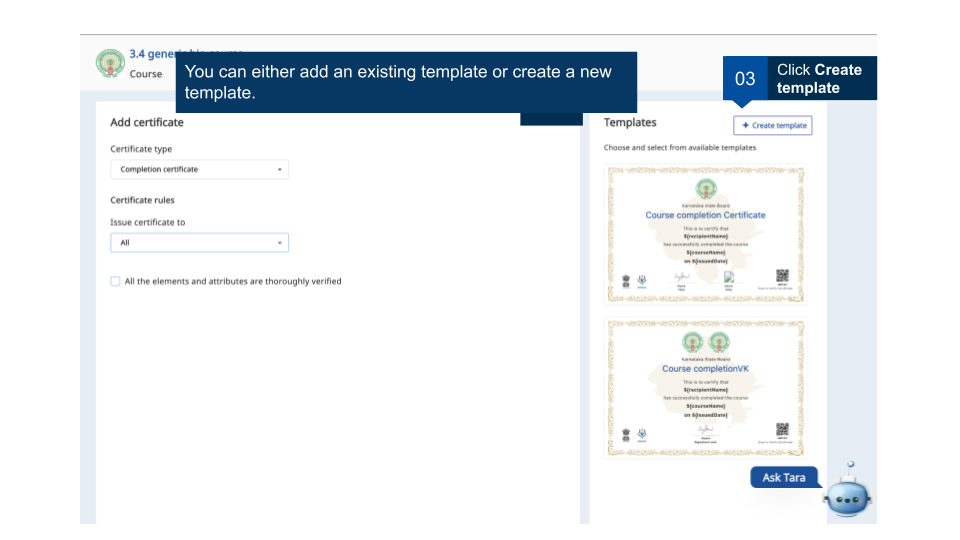 3.4 generic bio course
Course
You can either add an existing template or create a new
template.
03
Click Create
template
Add certificate
Certificate type
Completion certificate
Certificate rules
Issue certificate to
All
All the elements and attributes are thoroughly verified
Templates
+ Create template
Choose and select from available templates
Karnataka State Board
Course completion Certificate
This is to certify that
${recipientName}
has successfully completed the course
${courseName}
on ${issuedDate}
Karnataka State Board
Course completionVK
This is to certify that
${recipientName}
has successfully completed the course
${courseName}
on ${issuedDate}
Ask Tara